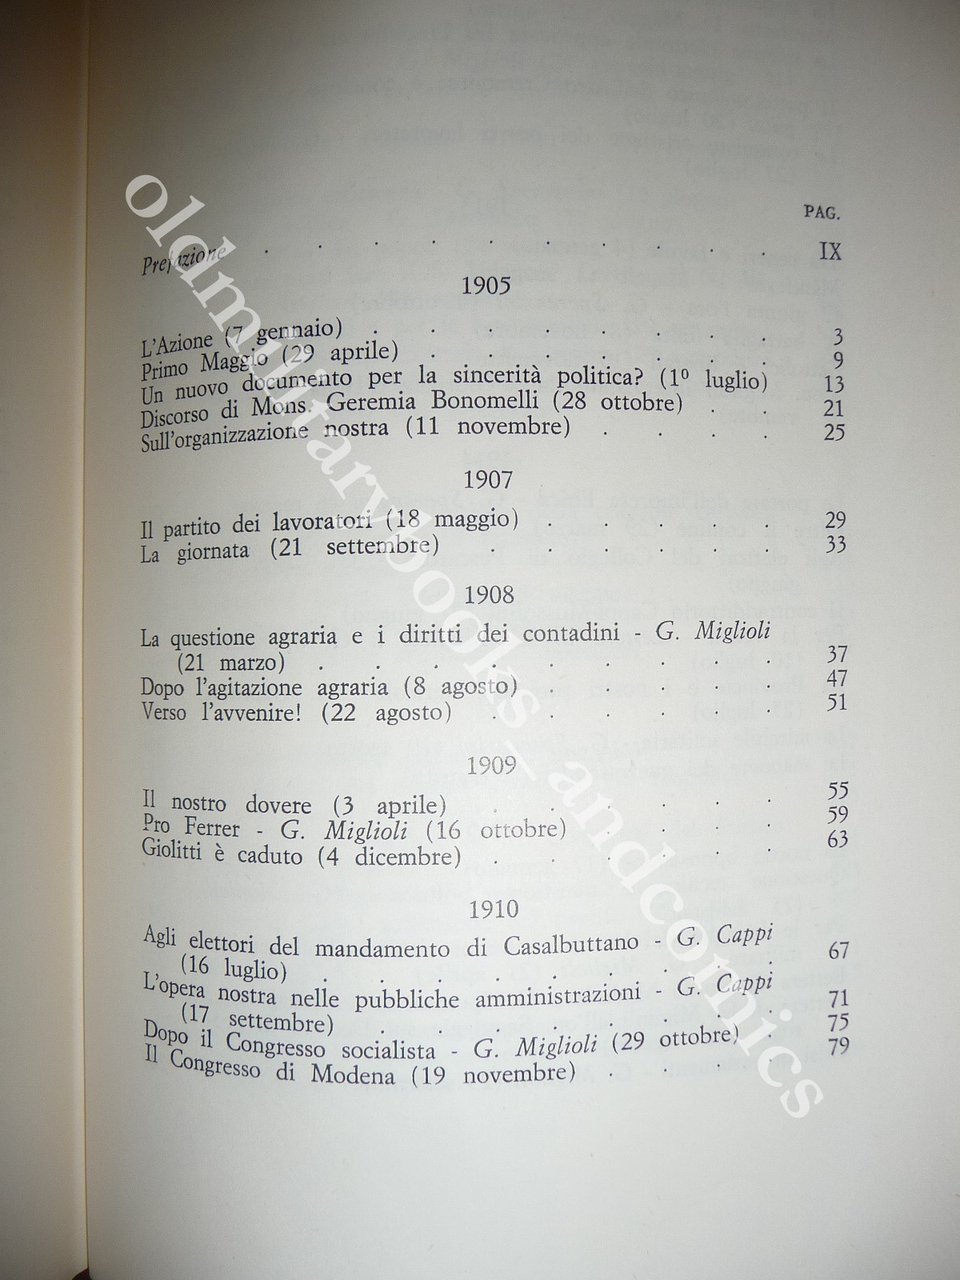 PAG.
Prefazione . . . . . . . . . . IX
1905
L'Azione (7 gennaio) . . . . . . . . 3
Primo Maggio (29 aprile) . . . . . . . 9
Un nuovo documento per la sincerità politica? (1º luglio) 13
Discorso di Mons. Geremia Bonomelli (28 ottobre) . . 21
Sull'organizzazione nostra (11 novembre) . . . . 25
1907
Il partito dei lavoratori (18 maggio) . . . . . 29
La giornata (21 settembre) . . . . . . 33
1908
La questione agraria e i diritti dei contadini - G. Miglioli
(21 marzo) . . . . . . . . . 37
Dopo l'agitazione agraria (8 agosto) . . . . . 47
Verso l'avvenire! (22 agosto) . . . . . . 51
1909
Il nostro dovere (3 aprile) . . . . . . 55
Pro Ferrer - G. Miglioli (16 ottobre) . . . . 59
Giolitti è caduto (4 dicembre) . . . . . . 63
1910
Agli elettori del mandamento di Casalbuttano - G. Cappi
(16 luglio) . . . . . . . . . 67
L'opera nostra nelle pubbliche amministrazioni - G. Cappi
(17 settembre) . . . . . . . . 71
Dopo il Congresso socialista - G. Miglioli (29 ottobre) . 75
Il Congresso di Modena (19 novembre) . . . . 79
oldmilitarybooks_andcomics